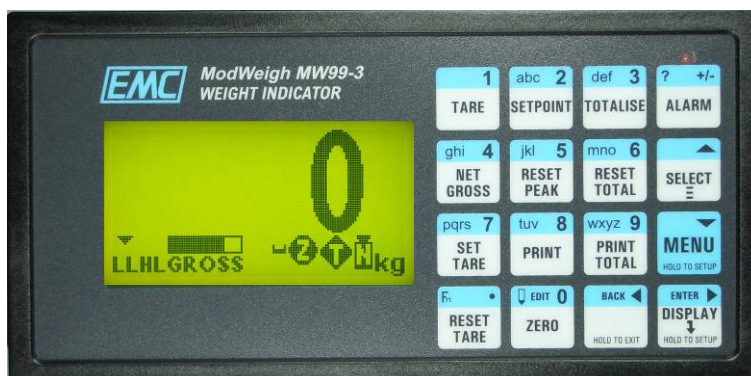 EMC
ModWeigh MW99-3
WEIGHT INDICATOR
0
LLHLGROSS
Z T N kg
1
TARE
abc 2
SETPOINT
def 3
TOTALISE
? +/-
ALARM
ghi 4
NET
GROSS
jkl 5
RESET
PEAK
mno 6
RESET
TOTAL
SELECT
pqrs 7
SET
TARE
tuv 8
PRINT
wxyz 9
PRINT
TOTAL
MENU
HOLD TO SETUP
Fn •
RESET
TARE
EDIT 0
ZERO
BACK
HOLD TO EXIT
ENTER
DISPLAY
HOLD TO SETUP